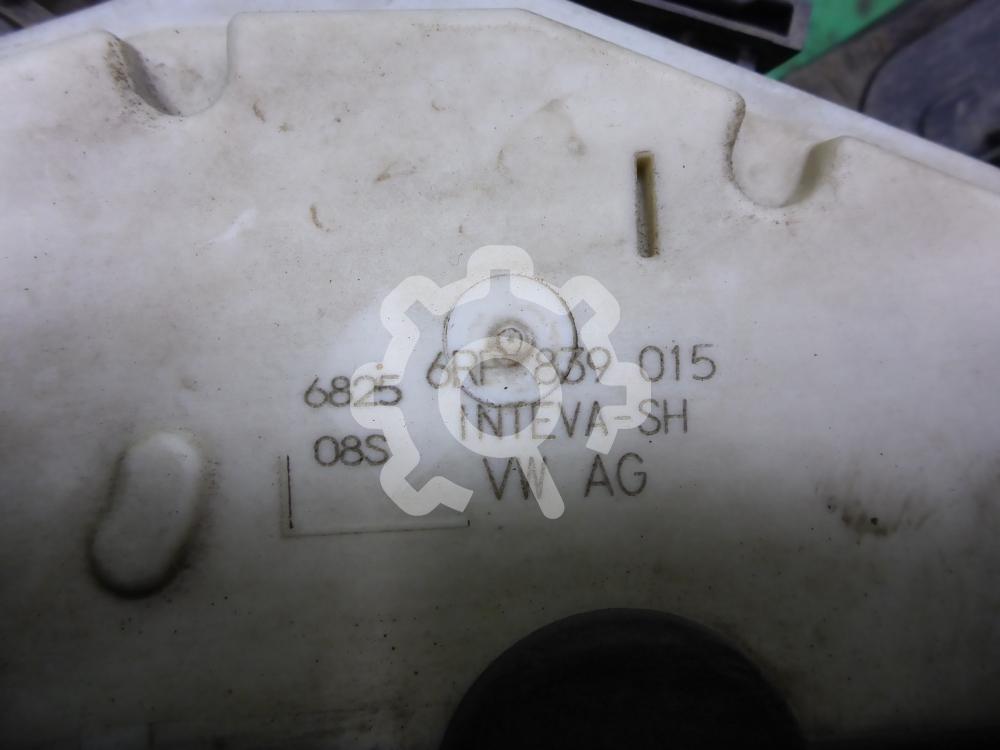 6825
08S
6RF 839 015
INTEVA-SH
VW AG